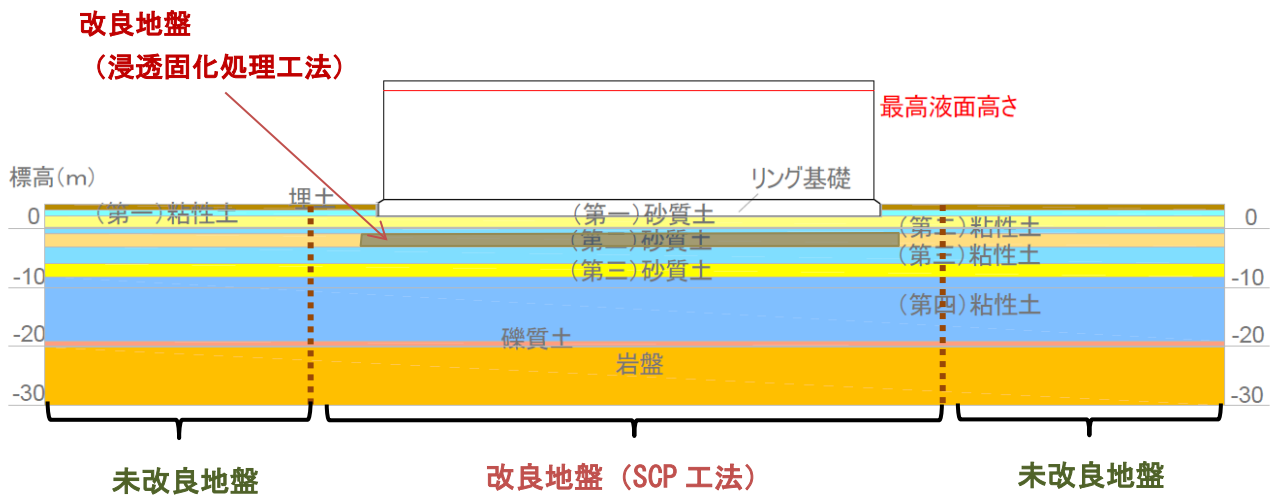 改良地盤
（浸透固化処理工法）
最高液面高さ
標高（m）
リング基礎
埋土
0
（第一）粘性土
（第一）砂質土
0
（第二）粘性土
（第二）砂質土
（第三）粘性土
（第三）砂質土
-10
-10
（第四）粘性土
-20
礫質土
-20
岩盤
-30
-30
未改良地盤
改良地盤（SCP 工法）
未改良地盤